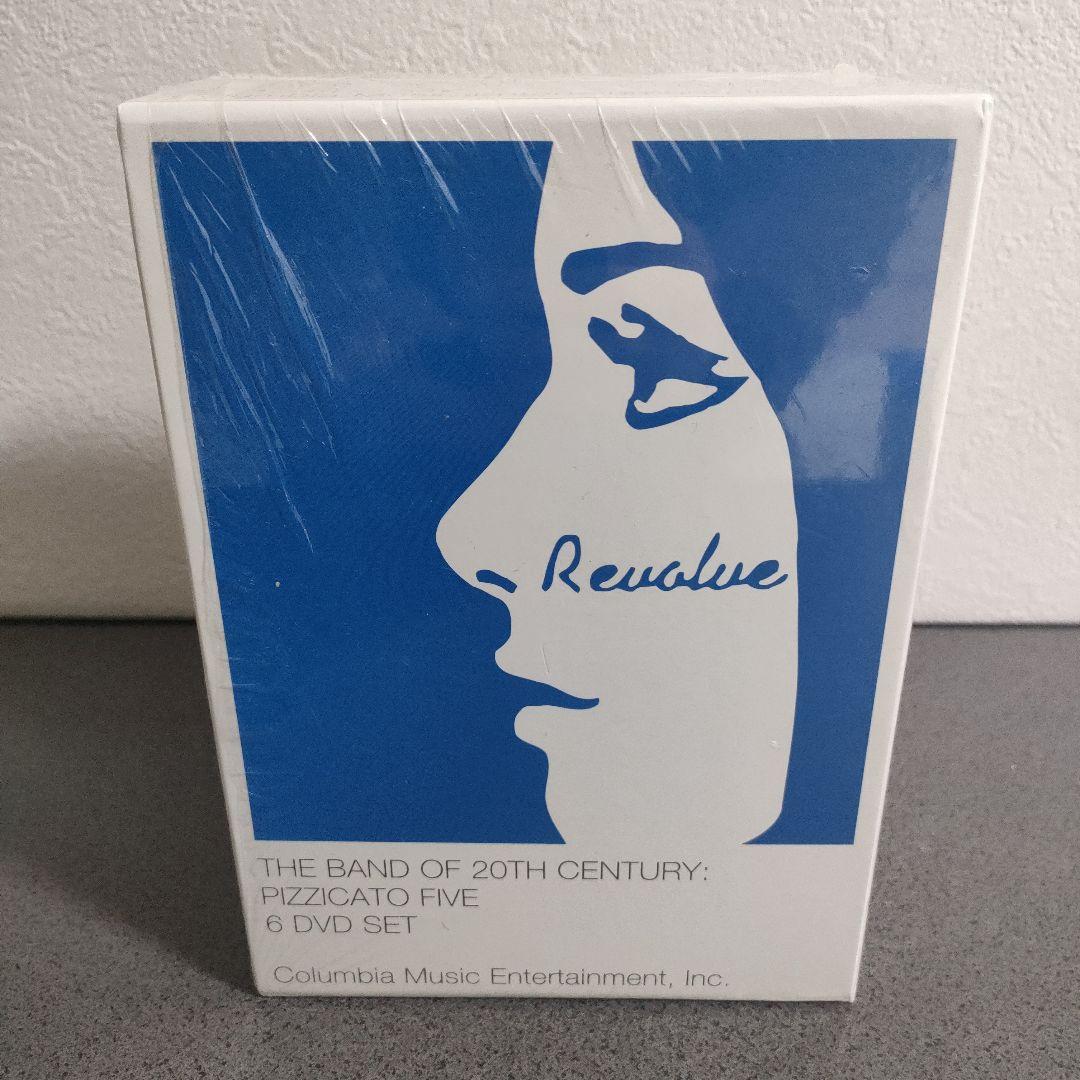 Revolve
THE BAND OF 20TH CENTURY:
PIZZICATO FIVE
6 DVD SET
Columbia Music Entertainment, Inc.